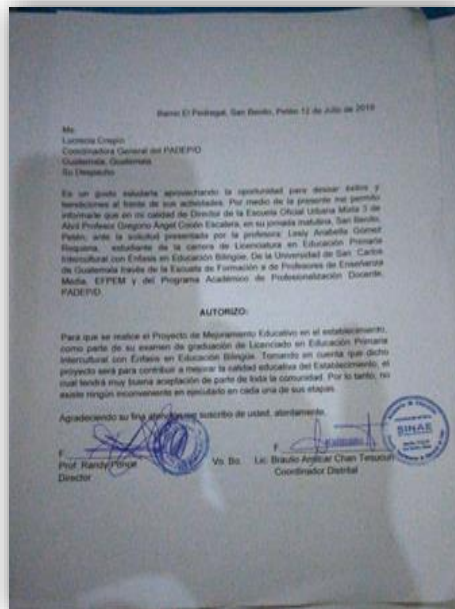 Barrio El Pedregal, San Benito, Petén 12 de Julio de 2019
Ms.
Lucrecia Crispín
Coordinadora General del PADEP/D
Guatemala, Guatemala
Su Despacho
Es un gusto saludarla aprovechando la oportunidad para desear éxitos y
bendiciones al frente de sus actividades. Por medio de la presente me permito
informarle que en mi calidad de Director de la Escuela Oficial Urbana Mixta 3 de
Abril Profesor Gregorio Ángel Colón Escalera, en su jornada matutina, San Benito,
Petén, ante la solicitud presentada por la profesora: Lesly Anabella Gómez
Requena, estudiante de la carrera de Licenciatura en Educación Primaria
Intercultural con Énfasis en Educación Bilingüe. De la Universidad de San Carlos
de Guatemala través de la Escuela de Formación de Profesores de Enseñanza
Media, EFPEM y del Programa Académico de Profesionalización Docente,
PADEP/D.
AUTORIZO:
Para que se realice el Proyecto de Mejoramiento Educativo en el establecimiento,
como parte de su examen de graduación de Licenciado en Educación Primaria
Intercultural con Énfasis en Educación Bilingüe. Tomando en cuenta que dicho
proyecto será para contribuir a mejorar la calidad educativa del Establecimiento, el
cual tendrá muy buena aceptación de parte de toda la comunidad. Por lo tanto, no
existe ningún inconveniente en ejecutarlo en cada una de sus etapas.
Agradeciendo su fina atención me suscribo de usted, atentamente.
F.
F.
Prof. Randy Ponce
Vo. Bo.
Lic. Braulio Amilcar Chan Tesucún
Director
Coordinador Distrital
SINAE